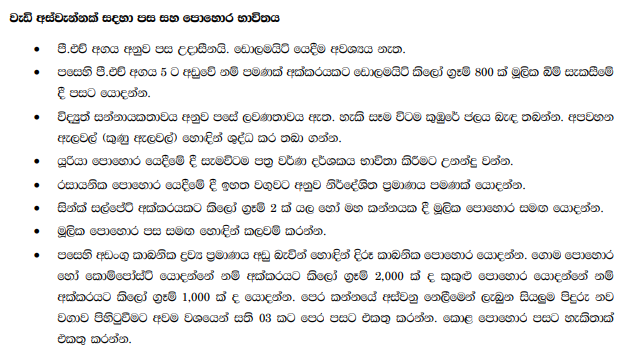 වැඩි අස්වැන්නක් සඳහා පස සහ පොහොර භාවිතය
• පී.එච් අගය අනුව පස උදාසීනයි. ඩොලමයිට් යෙදීම අවශ්‍යය නැත.
• පසෙහි පී.එච් අගය 5 ට අඩුවේ නම් පමණක් අක්කරයකට ඩොලමයිට් කිලෝ ග්‍රෑම් 800 ක් මූලික බිම් සැකසීමේ
දී පසට යොදන්න.
• විද්‍යුත් සන්නායකතාවය අනුව පසේ ලවණතාවය ඇත. හැකි සෑම විටම කුඹුරේ ජලය බැඳ තබන්න. අපවහන
ඇලවල් (කුණු ඇලවල්) හොඳින් ශුද්ධ කර තබා ගන්න.
• යූරියා පොහොර යෙදීමේ දී සැමවිටම පත්‍ර වර්ණ දර්ශකය භාවිතා කිරීමට උනන්දු වන්න.
• රසායනික පොහොර යෙදීමේ දී ඉහත වගුවට අනුව නිර්දේශිත ප්‍රමාණය පමණක් යොදන්න.
• සින්ක් සල්පේට් අක්කරයකට කිලෝ ග්‍රෑම් 2 ක් යල හෝ මහ කන්නයක දී මූලික පොහොර සමඟ යොදන්න.
• මූලික පොහොර පස සමඟ හොඳින් කලවම් කරන්න.
• පසෙහි අඩංගු කාබනික ද්‍රව්‍ය ප්‍රමාණය අඩු බැවින් හොඳින් දිරූ කාබනික පොහොර යොදන්න. ගොම පොහොර
හෝ කොම්පෝස්ට් යොදන්නේ නම් අක්කරයට කිලෝ ග්‍රෑම් 2,000 ක් ද කුකුළු පොහොර යොදන්නේ නම්
අක්කරයට කිලෝ ග්‍රෑම් 1,000 ක් ද යොදන්න. පෙර කන්නයේ අස්වනු නෙලීමෙන් ලැබුන සියලුම පිදුරු නව
වගාව පිහිටුවීමට අවම වශයෙන් සති 03 කට පෙර පසට එකතු කරන්න. කොළ පොහොර පසට හැකිතාක්
එකතු කරන්න.